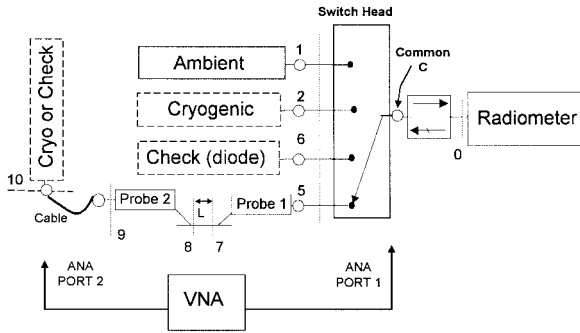 Switch Head
Common
C
1
Ambient
2
Cryogenic
6
Check (diode)
5
0
Radiometer
Cryo or Check
10
Cable
Probe 2
L
Probe 1
9
8
7
ANA
PORT 2
VNA
ANA
PORT 1